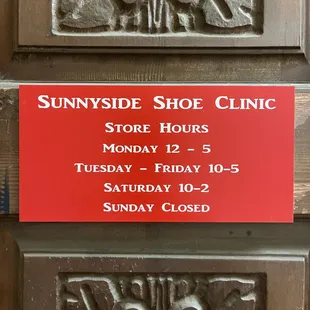 Sunnyside Shoe Clinic
Store Hours
Monday 12 - 5
Tuesday - Friday 10-5
Saturday 10-2
Sunday Closed